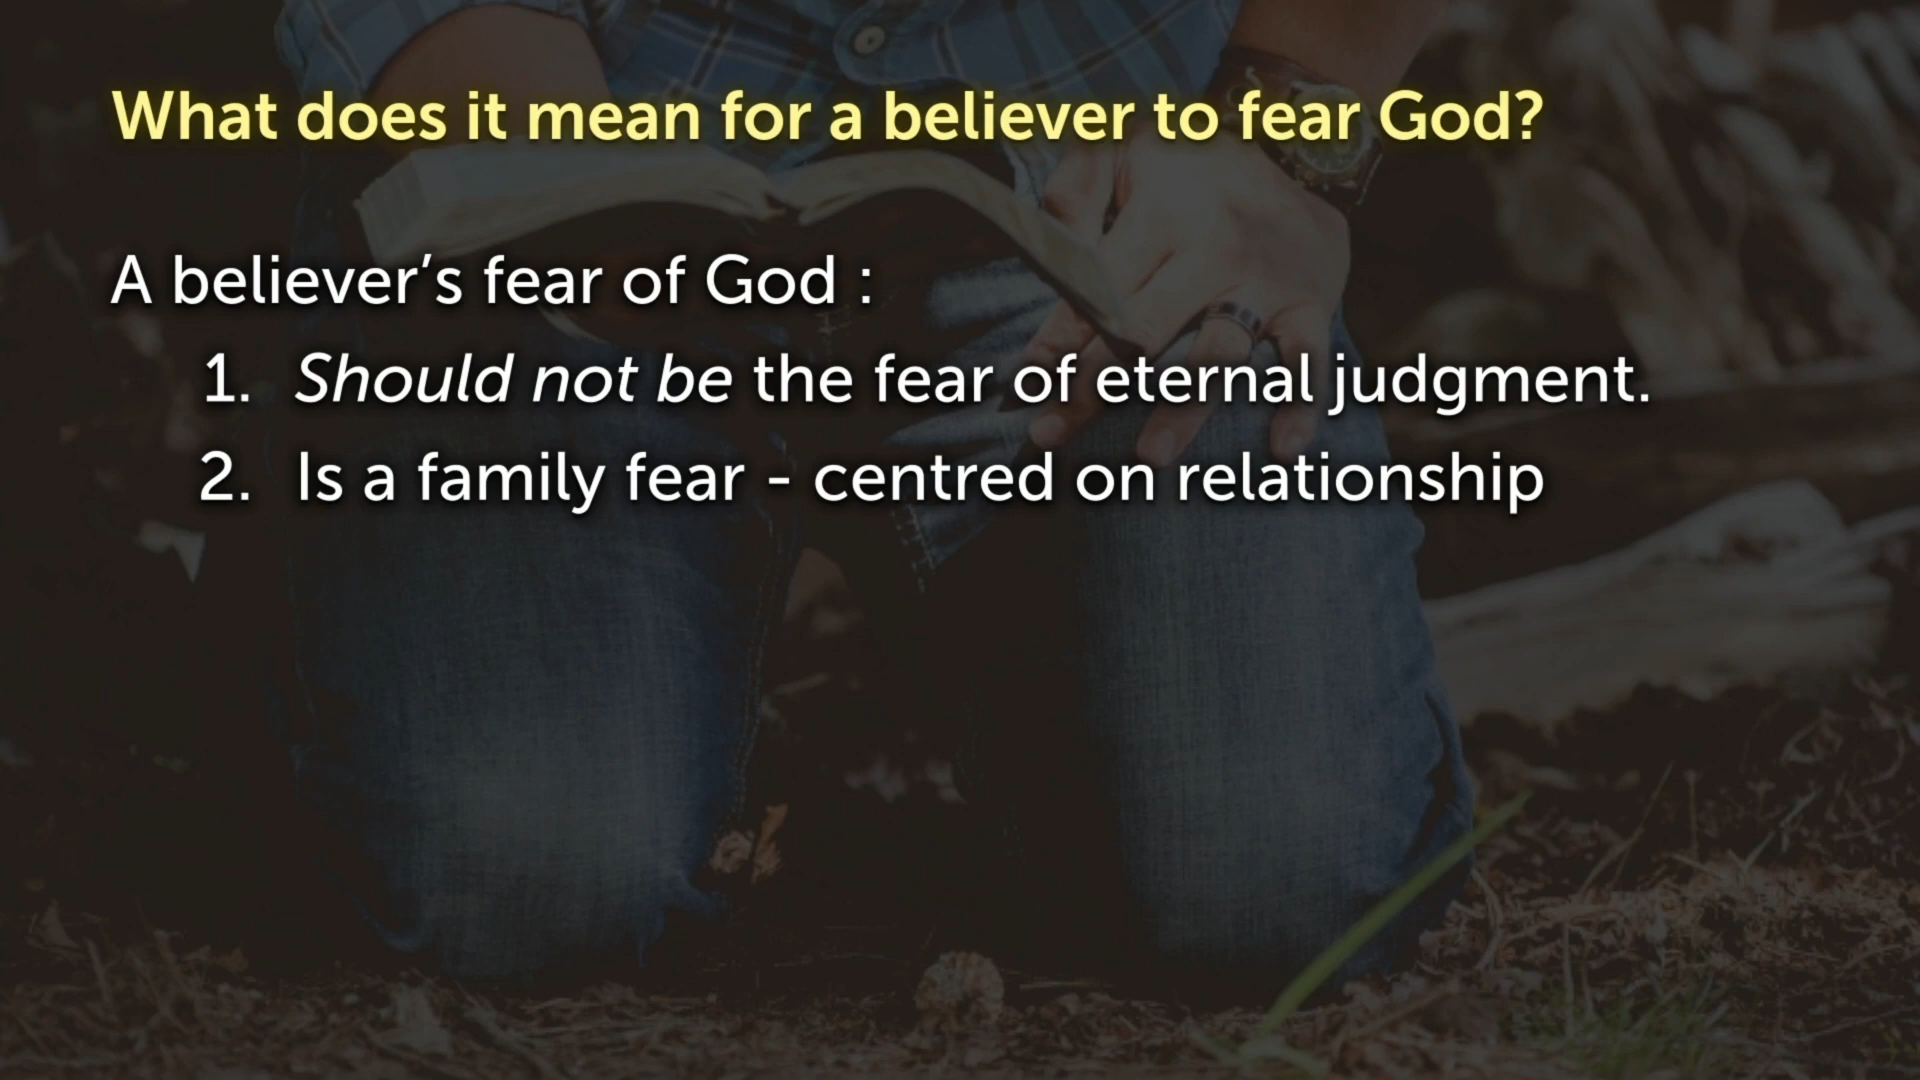 What does it mean for a believer to fear God?
A believer’s fear of God :
1. Should not be the fear of eternal judgment.
2. Is a family fear - centred on relationship